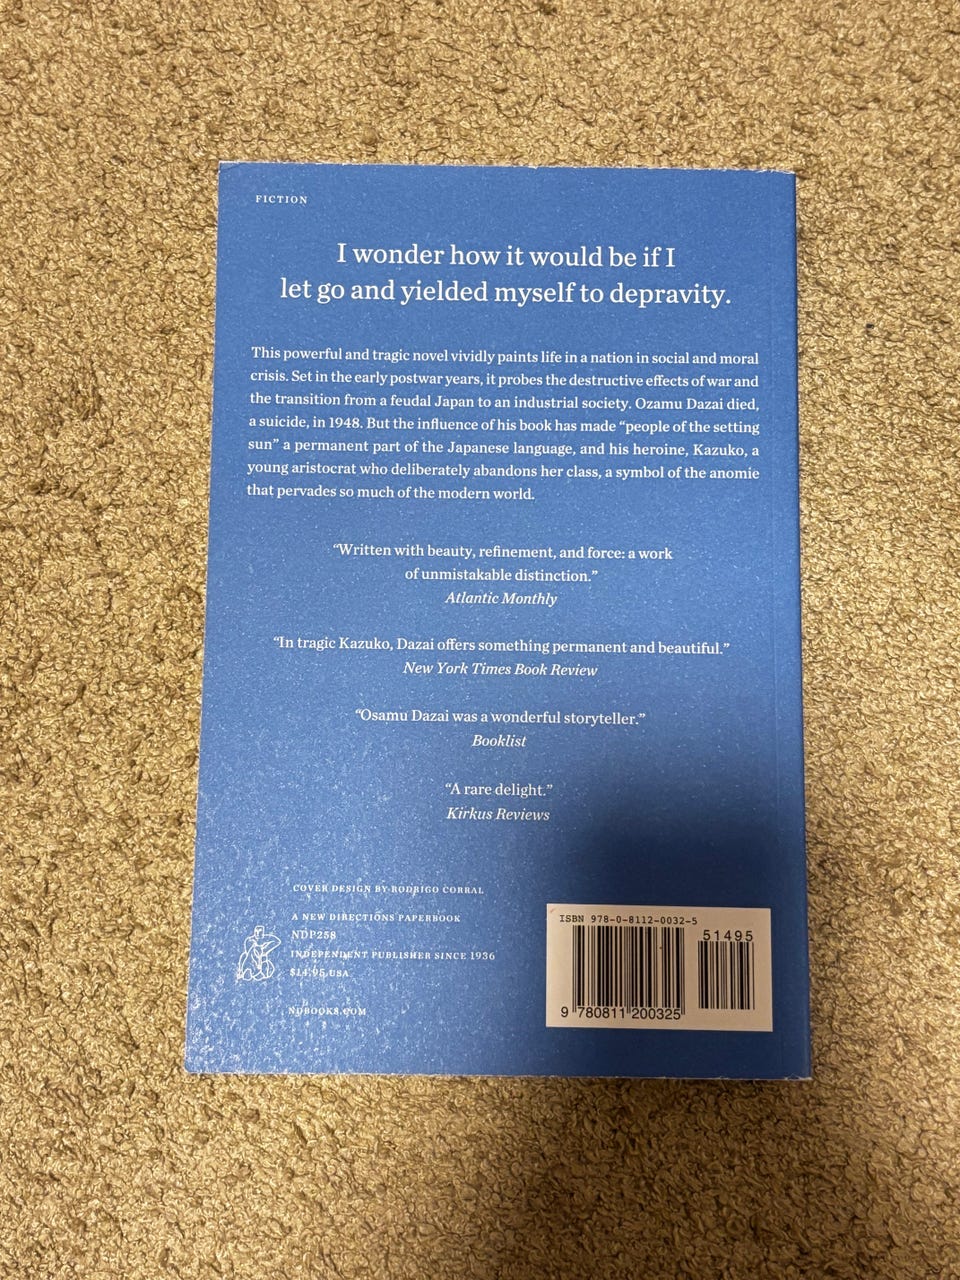 FICTION
I wonder how it would be if I
let go and yielded myself to depravity.
This powerful and tragic novel vividly paints life in a nation in social and moral
crisis. Set in the early postwar years, it probes the destructive effects of war and
the transition from a feudal Japan to an industrial society. Ozamu Dazai died,
a suicide, in 1948. But the influence of his book has made “people of the setting
sun” a permanent part of the Japanese language, and his heroine, Kazuko, a
young aristocrat who deliberately abandons her class, a symbol of the anomie
that pervades so much of the modern world.
“Written with beauty, refinement, and force: a work
of unmistakable distinction.”
Atlantic Monthly
“In tragic Kazuko, Dazai offers something permanent and beautiful.”
New York Times Book Review
“Osamu Dazai was a wonderful storyteller.”
Booklist
“A rare delight.”
Kirkus Reviews
COVER DESIGN BY RODRIGO CORRAL
A NEW DIRECTIONS PAPERBOOK
NDP258
INDEPENDENT PUBLISHER SINCE 1936
$14.95 USA
NDBOOKS.COM
ISBN 978-0-8112-0032-5
51495
9 780811 200325